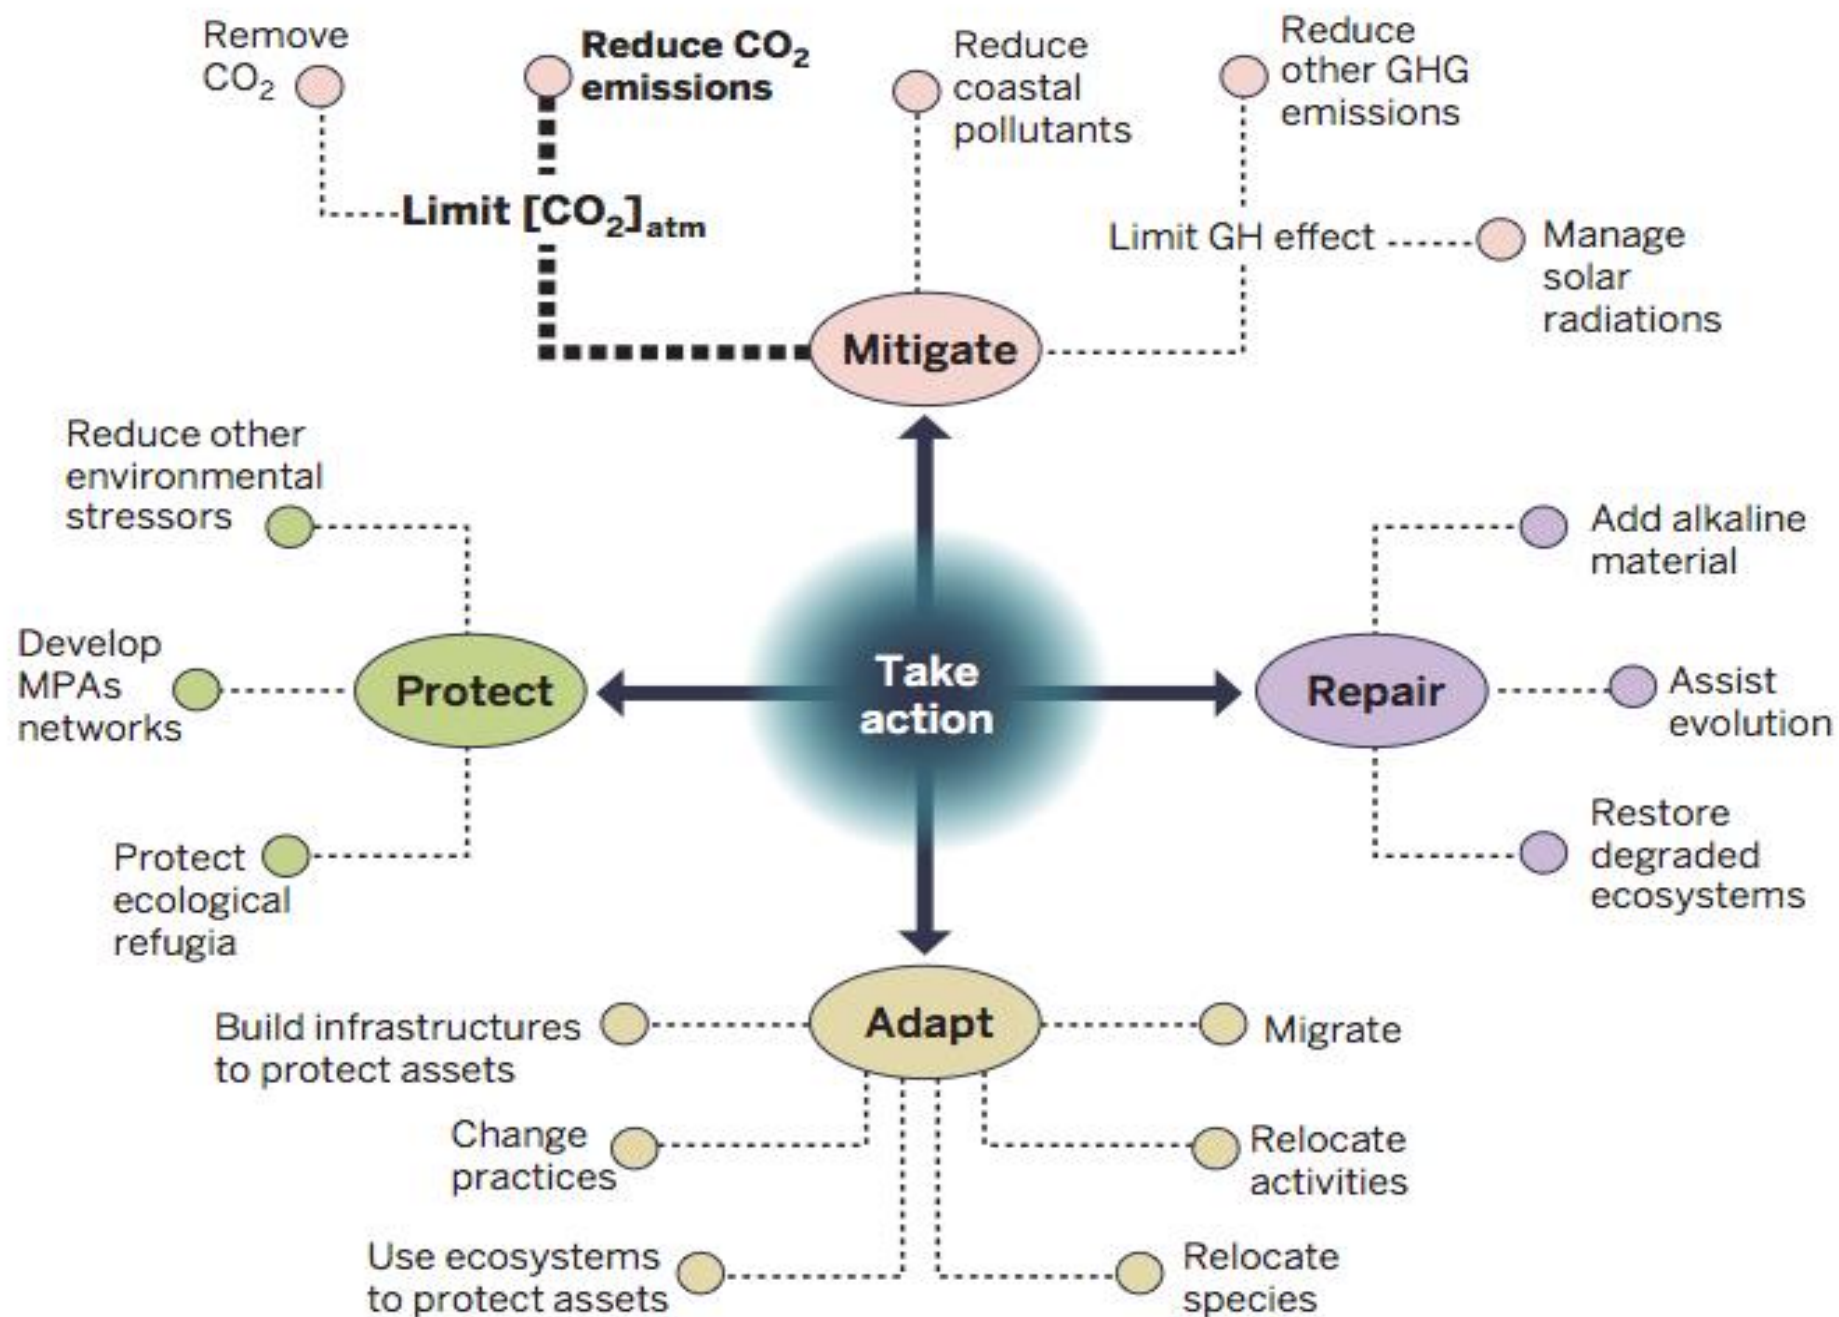 Remove
CO₂
Reduce CO₂
emissions
Reduce
coastal
pollutants
Reduce
other GHG
emissions
Limit [CO₂]atm
Limit GH effect
Manage
solar
radiations
Mitigate
Reduce other
environmental
stressors
Develop
MPAs
networks
Protect
Protect
ecological
refugia
Take
action
Repair
Add alkaline
material
Assist
evolution
Restore
degraded
ecosystems
Adapt
Build infrastructures
to protect assets
Migrate
Change
practices
Relocate
activities
Use ecosystems
to protect assets
Relocate
species